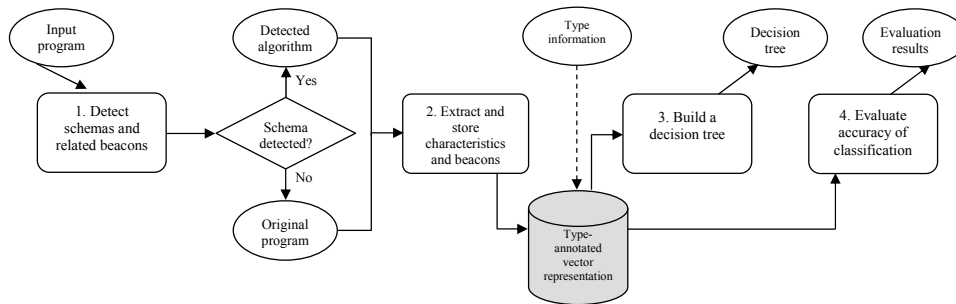 Input
program
1. Detect
schemas and
related beacons
Detected
algorithm
Yes
Schema
detected?
No
Original
program
2. Extract and
store
characteristics
and beacons
Type
information
Type-
annotated
vector
representation
3. Build a
decision tree
Decision
tree
4. Evaluate
accuracy of
classification
Evaluation
results